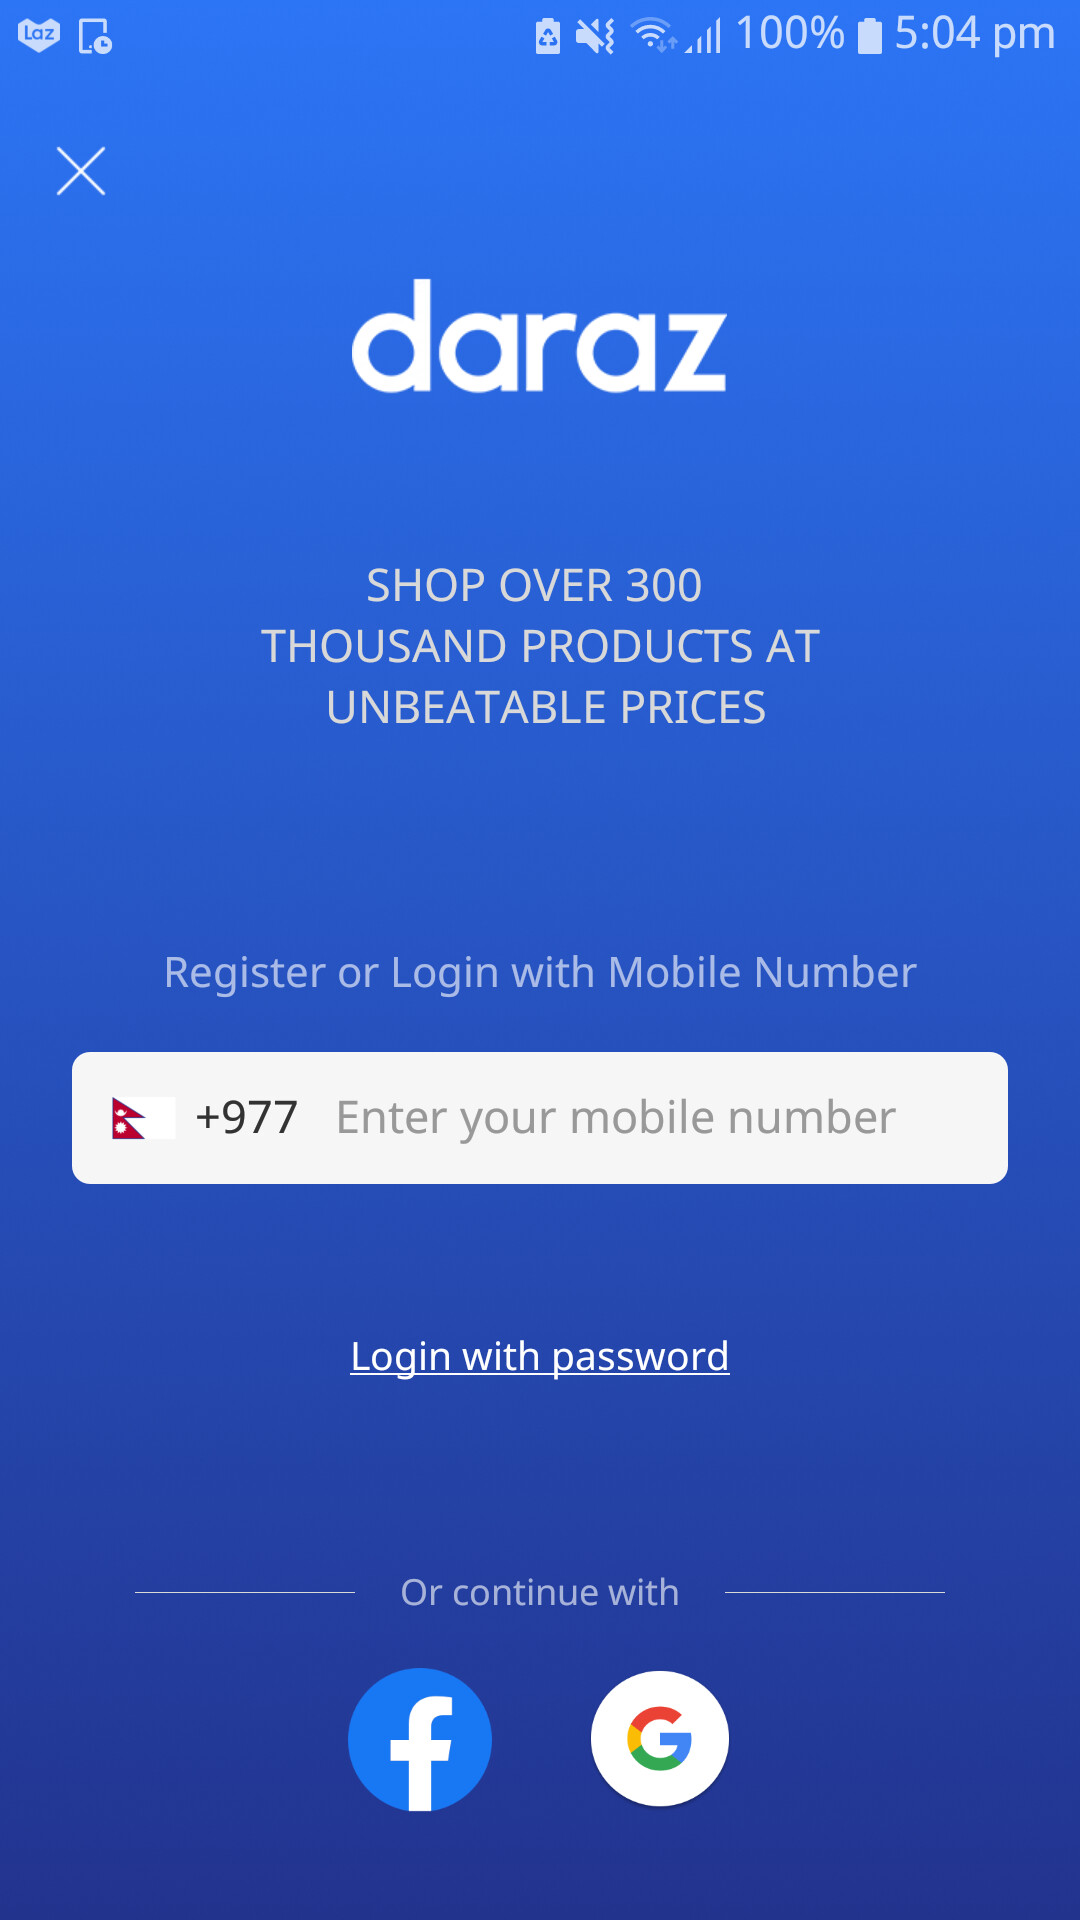 Laz 100% 5:04 pm
daraz
SHOP OVER 300
THOUSAND PRODUCTS AT
UNBEATABLE PRICES
Register or Login with Mobile Number
+977 Enter your mobile number
Login with password
Or continue with